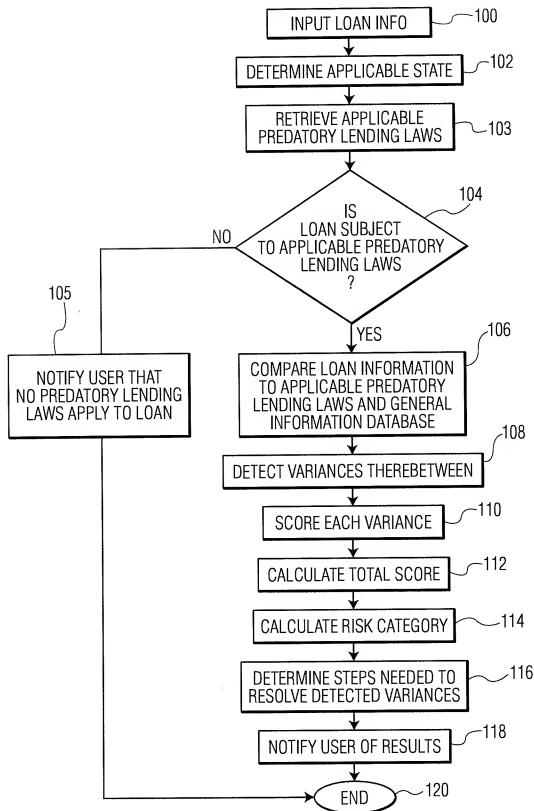 INPUT LOAN INFO
100
DETERMINE APPLICABLE STATE
102
RETRIEVE APPLICABLE
PREDATORY LENDING LAWS
103
104
IS
LOAN SUBJECT
TO APPLICABLE PREDATORY
LENDING LAWS
?
NO
YES
105
NOTIFY USER THAT
NO PREDATORY LENDING
LAWS APPLY TO LOAN
106
COMPARE LOAN INFORMATION
TO APPLICABLE PREDATORY
LENDING LAWS AND GENERAL
INFORMATION DATABASE
108
DETECT VARIANCES THEREBETWEEN
SCORE EACH VARIANCE
110
CALCULATE TOTAL SCORE
112
CALCULATE RISK CATEGORY
114
DETERMINE STEPS NEEDED TO
RESOLVE DETECTED VARIANCES
116
NOTIFY USER OF RESULTS
118
END
120